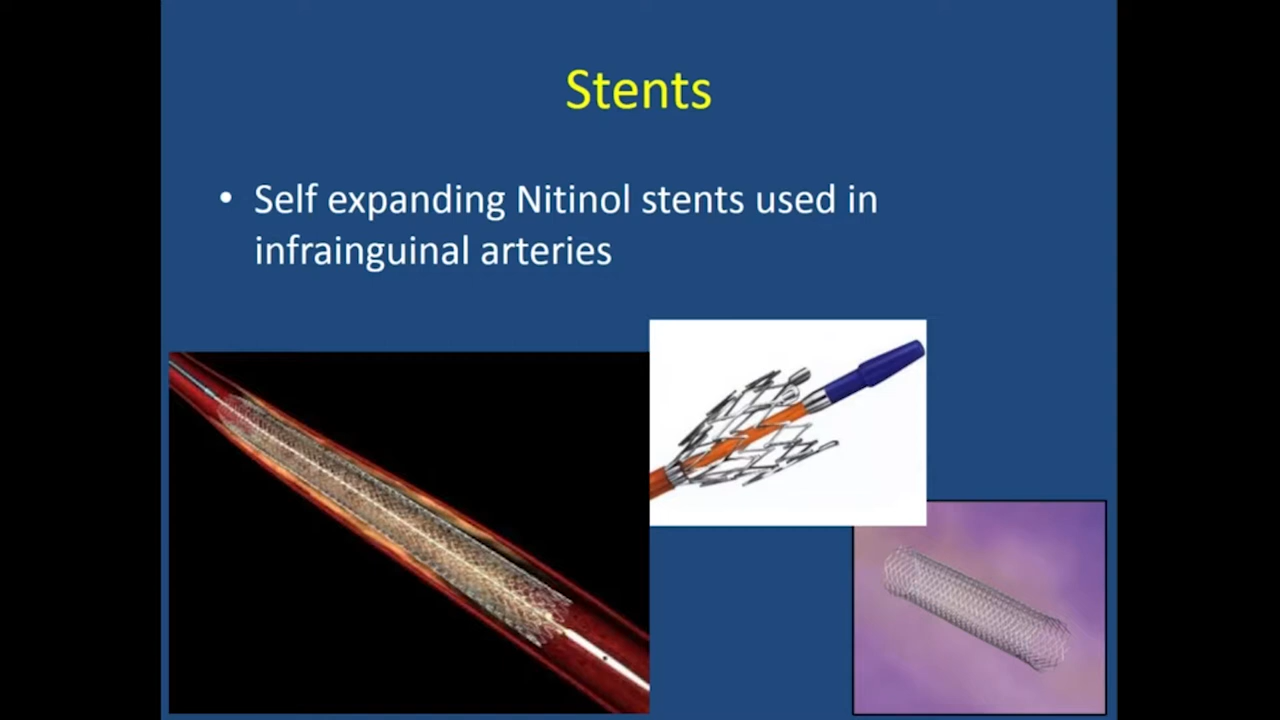 Stents
• Self expanding Nitinol stents used in
infrainguinal arteries